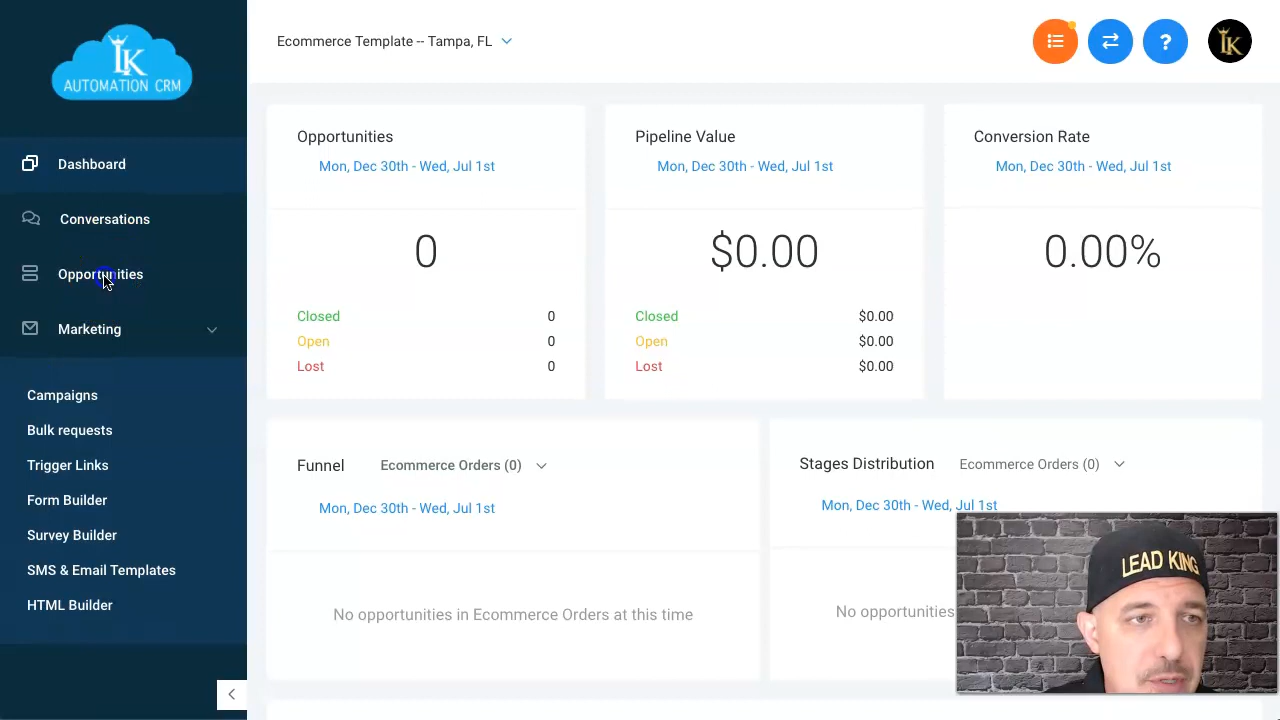 LK
AUTOMATION CRM
Dashboard
Conversations
Opportunities
Marketing
Campaigns
Bulk requests
Trigger Links
Form Builder
Survey Builder
SMS & Email Templates
HTML Builder
Ecommerce Template -- Tampa, FL
?
LK
Opportunities
Mon, Dec 30th - Wed, Jul 1st
0
Closed 0
Open 0
Lost 0
Pipeline Value
Mon, Dec 30th - Wed, Jul 1st
$0.00
Closed $0.00
Open $0.00
Lost $0.00
Conversion Rate
Mon, Dec 30th - Wed, Jul 1st
0.00%
Funnel Ecommerce Orders (0)
Mon, Dec 30th - Wed, Jul 1st
No opportunities in Ecommerce Orders at this time
Stages Distribution Ecommerce Orders (0)
Mon, Dec 30th - Wed, Jul 1st
No opportunities
LEAD KING